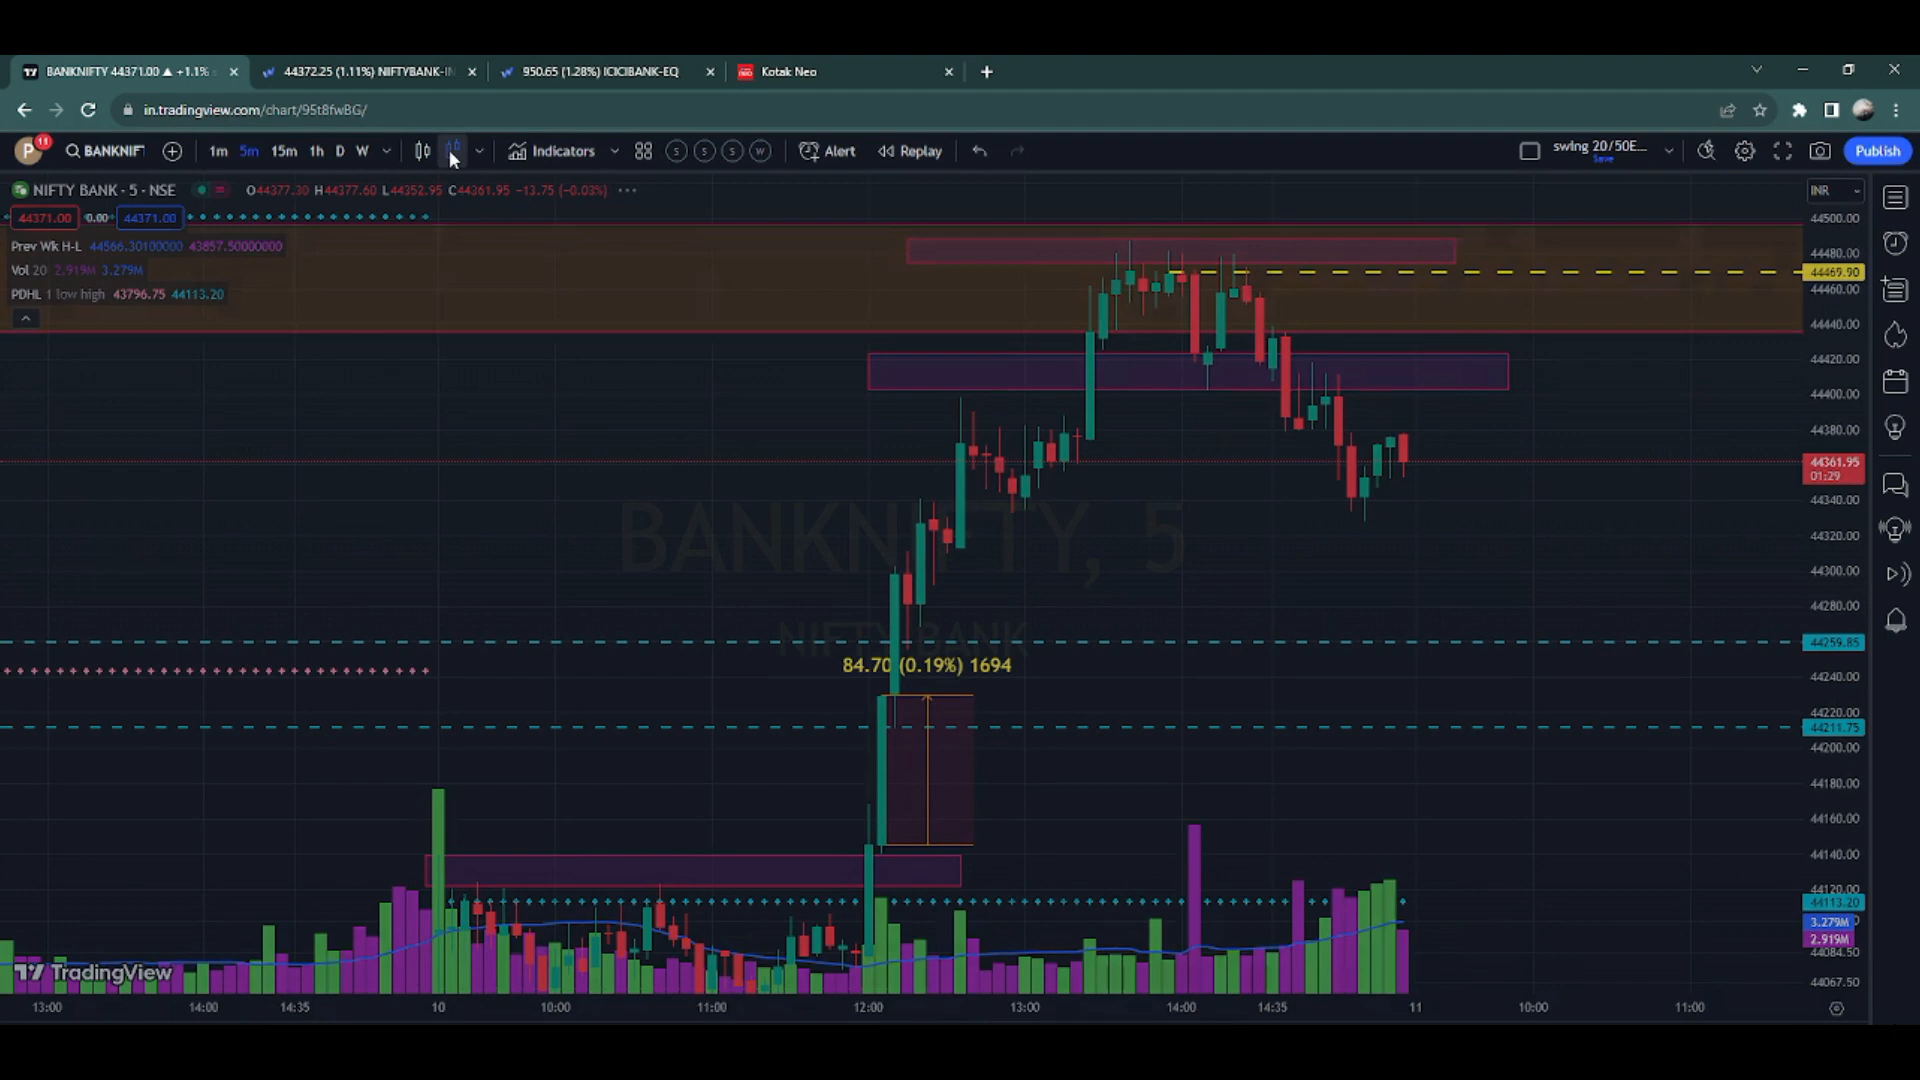 BANKNIFTY 44371.00 ▲ +1.1%
44372.25 (1.11%) NIFTYBANK-IN
950.65 (1.28%) ICICIBANK-EQ
neo Kotak Neo
in.tradingview.com/chart/95t8fwBG/
P 11 BANKNIFT 1m 5m 15m 1h D W Indicators S S S W Alert Replay swing 20/50E... Save Publish
NIFTY BANK · 5 · NSE O44377.30 H44377.60 L44352.95 C44361.95 −13.75 (−0.03%) INR
44371.00 0.00 44371.00
Prev Wk H-L 44566.30100000 43857.50000000
Vol 20 2.919M 3.279M
PDHL 1 low high 43796.75 44113.20
44500.00
44480.00
44469.90
44460.00
44440.00
44420.00
44400.00
44380.00
44361.95
01:29
44340.00
44320.00
44300.00
44280.00
44259.85
44240.00
44220.00
44211.75
44200.00
44180.00
44160.00
44140.00
44120.00
44113.20
3.279M
2.919M
44084.50
44067.50
BANKNIFTY, 5
NIFTY BANK
84.70 (0.19%) 1694
TradingView
13:00 14:00 14:35 10 10:00 11:00 12:00 13:00 14:00 14:35 11 10:00 11:00